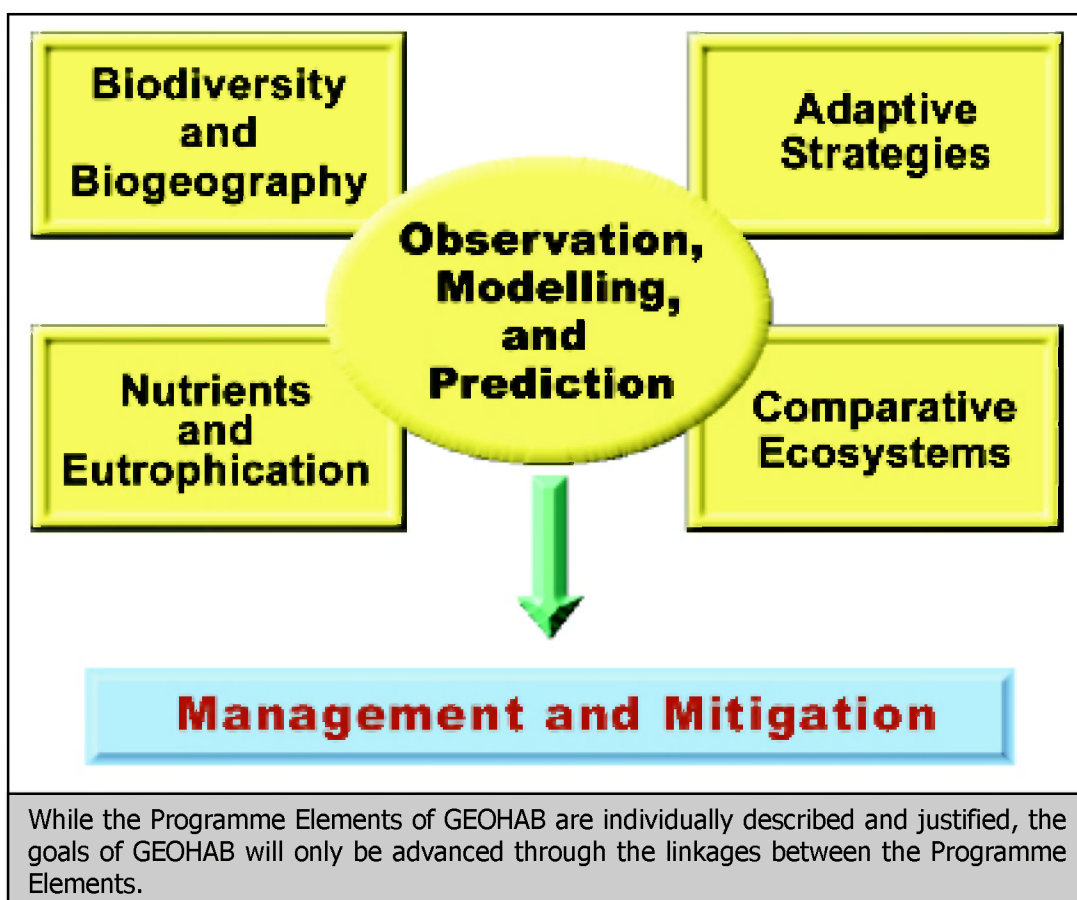 Biodiversity
and
Biogeography
Adaptive
Strategies
Observation,
Modelling,
and
Prediction
Nutrients
and
Eutrophication
Comparative
Ecosystems
Management and Mitigation
While the Programme Elements of GEOHAB are individually described and justified, the
goals of GEOHAB will only be advanced through the linkages between the Programme
Elements.